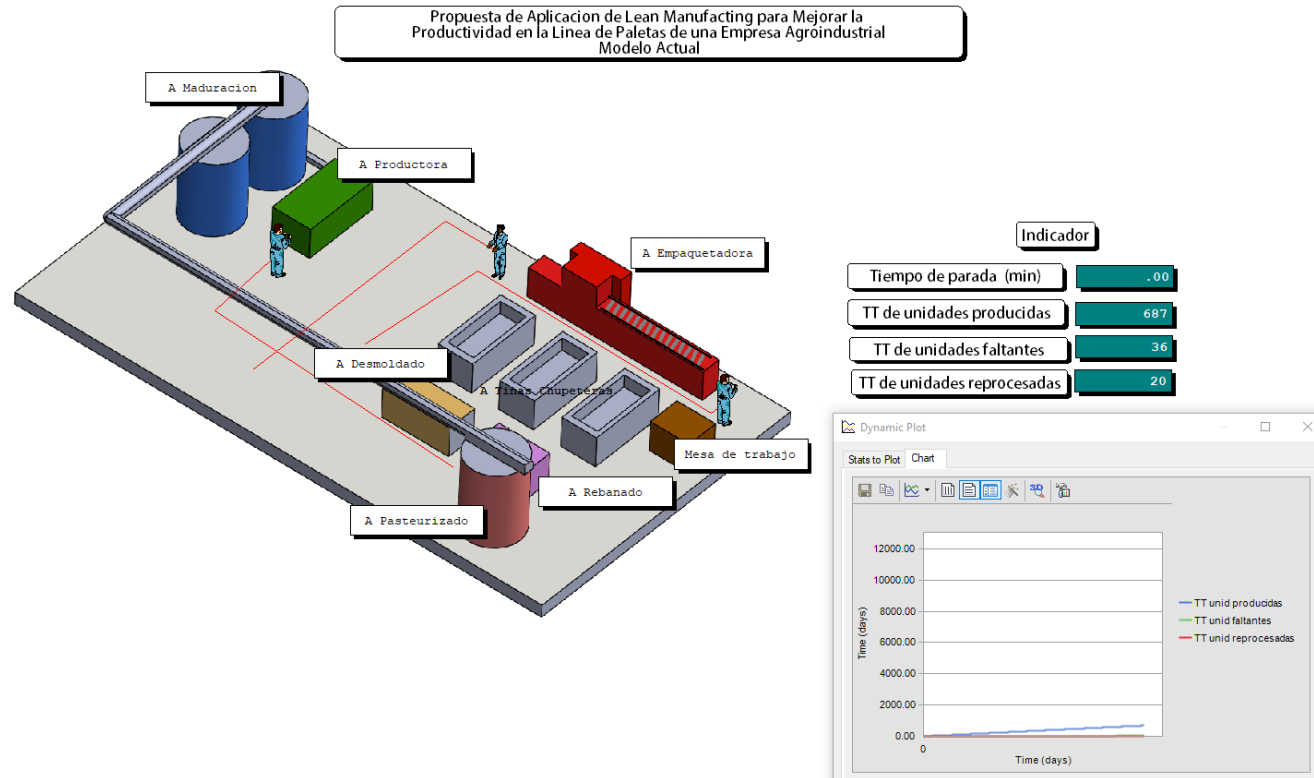 Propuesta de Aplicacion de Lean Manufacting para Mejorar la
Productividad en la Linea de Paletas de una Empresa Agroindustrial
Modelo Actual
A Maduracion
A Productora
A Empaquetadora
A Desmoldado
A Tinas Chupeteras
Mesa de trabajo
A Rebanado
A Pasteurizado
Indicador
Tiempo de parada (min)
.00
TT de unidades producidas
687
TT de unidades faltantes
36
TT de unidades reprocesadas
20
Dynamic Plot
Stats to Plot
Chart
3D
12000.00
10000.00
8000.00
6000.00
4000.00
2000.00
0.00
Time (days)
0
Time (days)
TT unid producidas
TT unid faltantes
TT unid reprocesadas